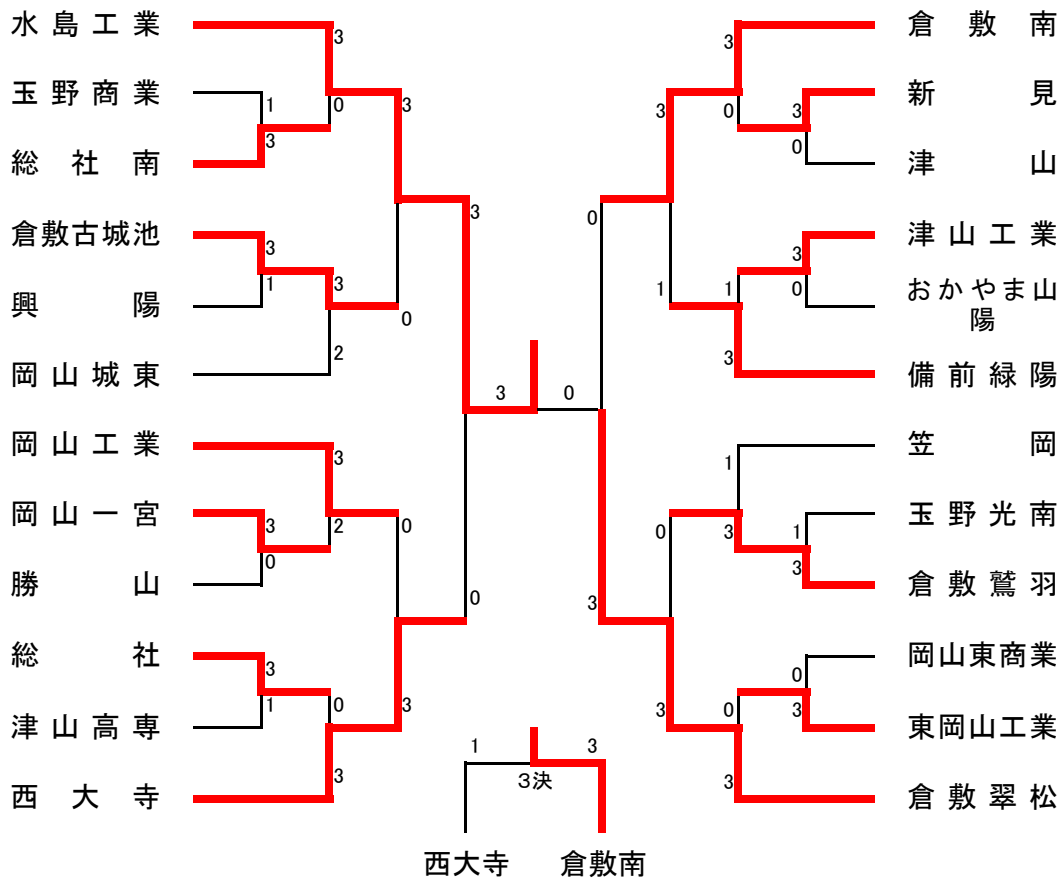 水島工業
玉野商業
総社南
倉敷古城池
興陽
岡山城東
岡山工業
岡山一宮
勝山
総社
津山高専
西大寺
3
1
0
3
3
3
1
3
2
0
3
3
3
2
0
0
3
1
0
3
3
0
3
0
倉敷南
新見
津山
津山工業
おかやま山
陽
備前緑陽
笠岡
玉野光南
倉敷鷲羽
岡山東商業
東岡山工業
倉敷翠松
3
0
3
0
3
3
0
1
3
1
0
1
3
1
3
0
3
0
3
0
3
3
3
0
1
3
3決
西大寺
倉敷南